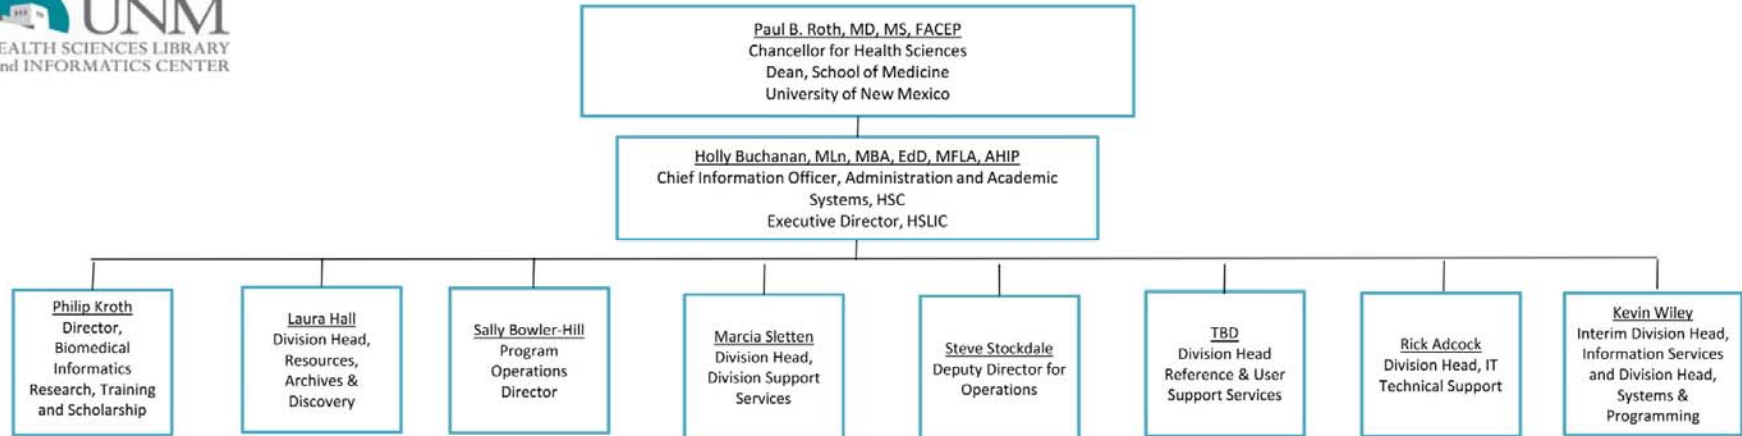 UNM
HEALTH SCIENCES LIBRARY
and INFORMATICS CENTER
Paul B. Roth, MD, MS, FACEP
Chancellor for Health Sciences
Dean, School of Medicine
University of New Mexico
Holly Buchanan, MLn, MBA, EdD, MFLA, AHIP
Chief Information Officer, Administration and Academic
Systems, HSC
Executive Director, HSLIC
Philip Kroth
Director,
Biomedical
Informatics
Research, Training
and Scholarship
Laura Hall
Division Head,
Resources,
Archives &
Discovery
Sally Bowler-Hill
Program
Operations
Director
Marcia Sletten
Division Head,
Division Support
Services
Steve Stockdale
Deputy Director for
Operations
TBD
Division Head
Reference & User
Support Services
Rick Adcock
Division Head, IT
Technical Support
Kevin Wiley
Interim Division Head,
Information Services
and Division Head,
Systems &
Programming